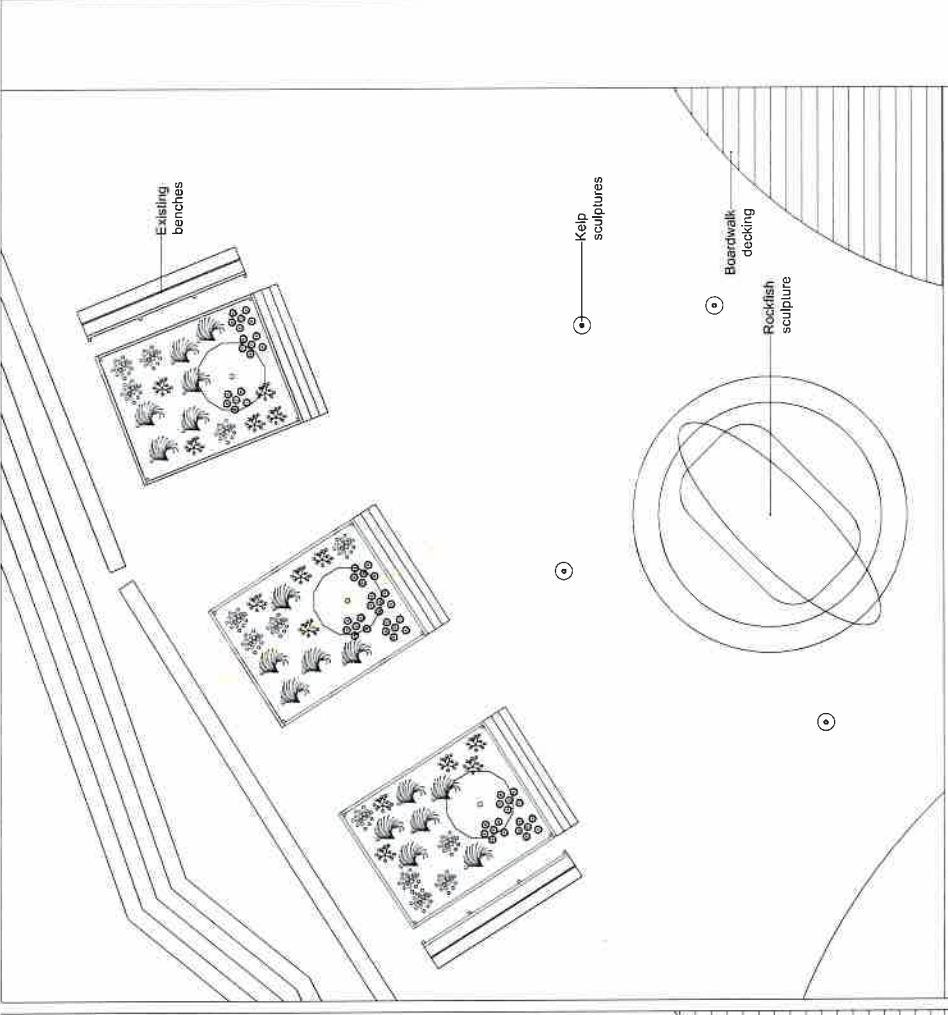 Existing
benches
Kelp
sculptures
Boardwalk
decking
Rockfish
sculpture